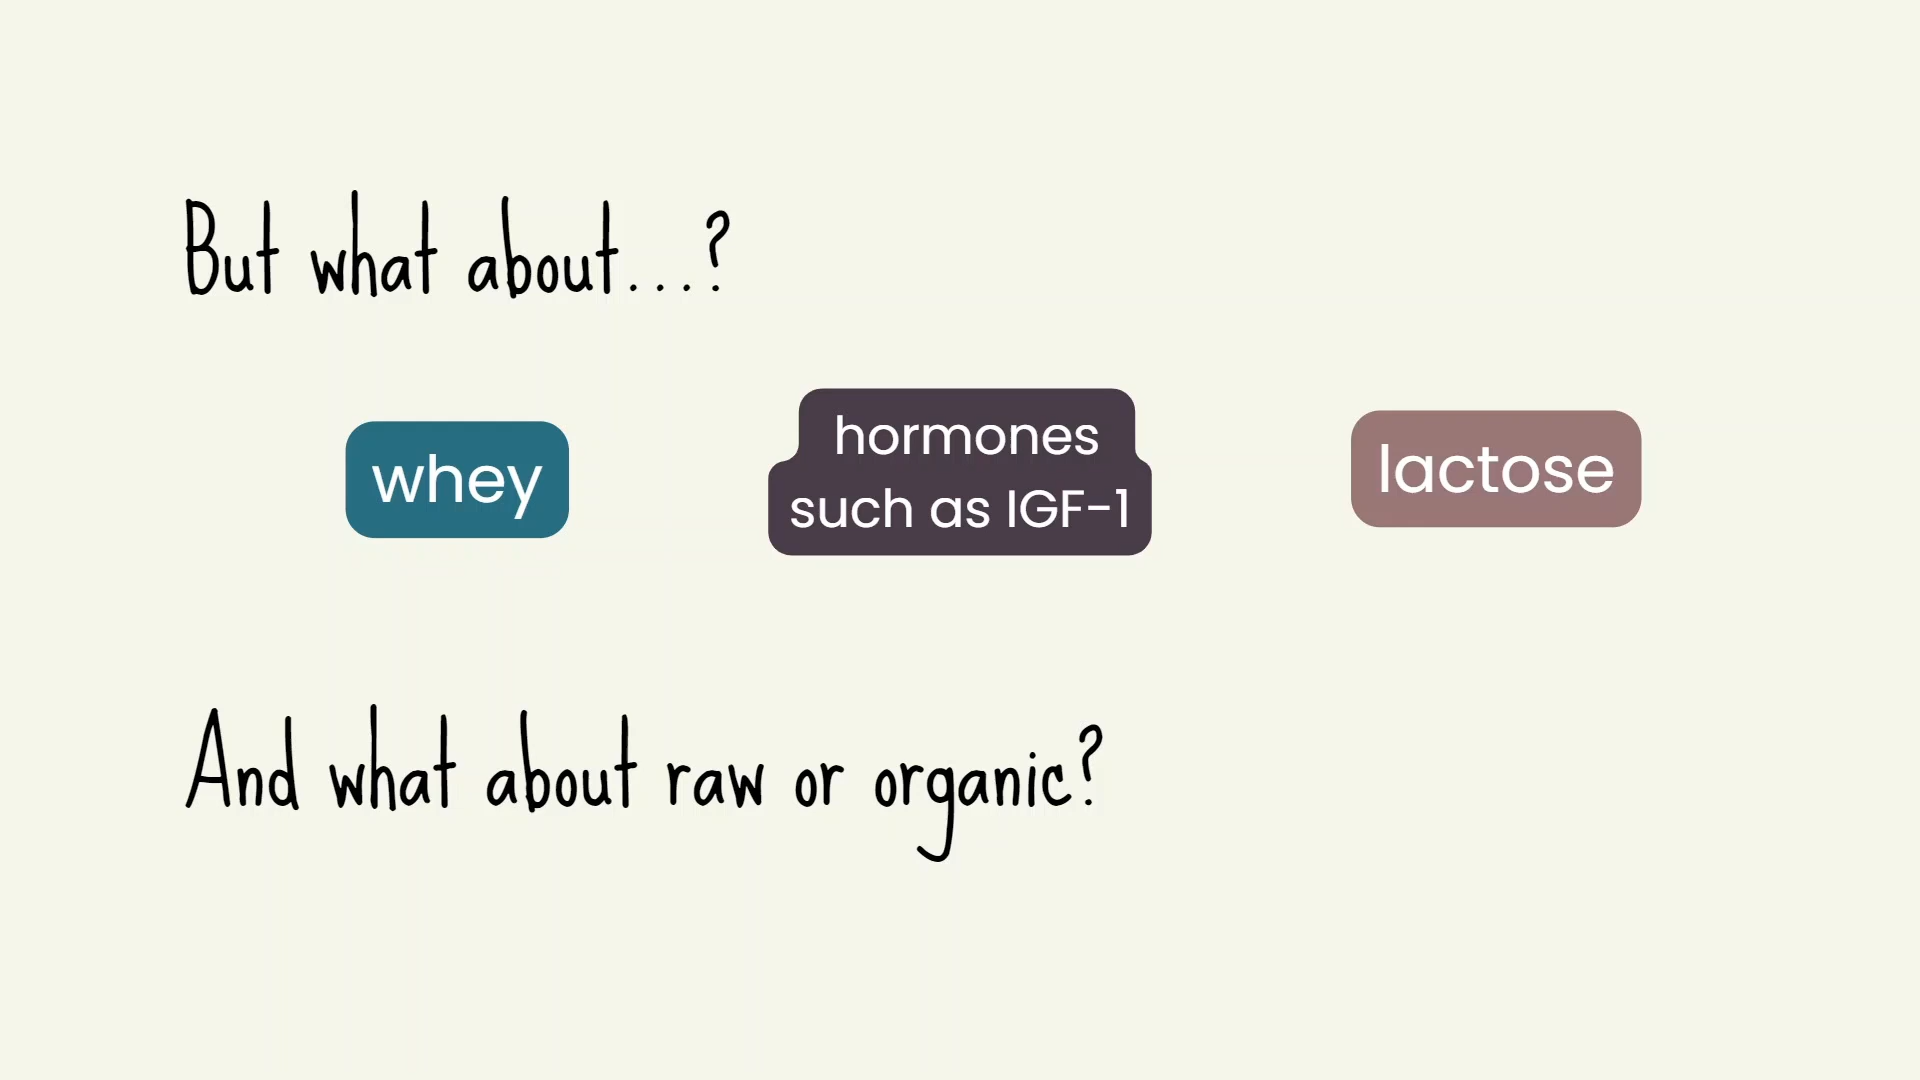 But what about...?
whey
hormones
such as IGF-1
lactose
And what about raw or organic?